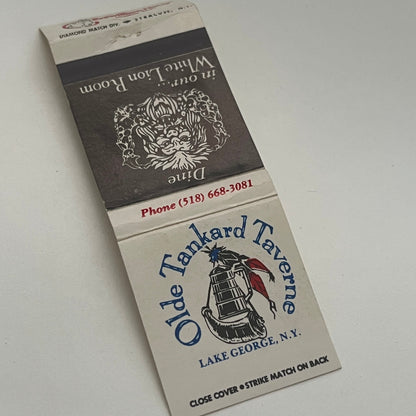 DIAMOND MATCH DIV.
Dine
in our...
White Lion Room
Phone (518) 668-3081
Olde Tankard Taverne
LAKE GEORGE, N.Y.
CLOSE COVER • STRIKE MATCH ON BACK